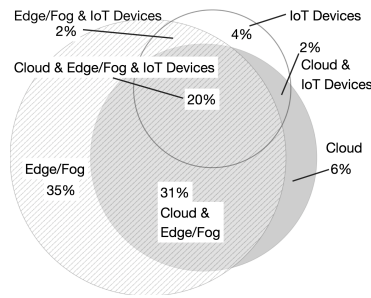 Edge/Fog & IoT Devices
2%
IoT Devices
4%
2%
Cloud &
IoT Devices
Cloud & Edge/Fog & IoT Devices
20%
Cloud
6%
Edge/Fog
35%
31%
Cloud &
Edge/Fog